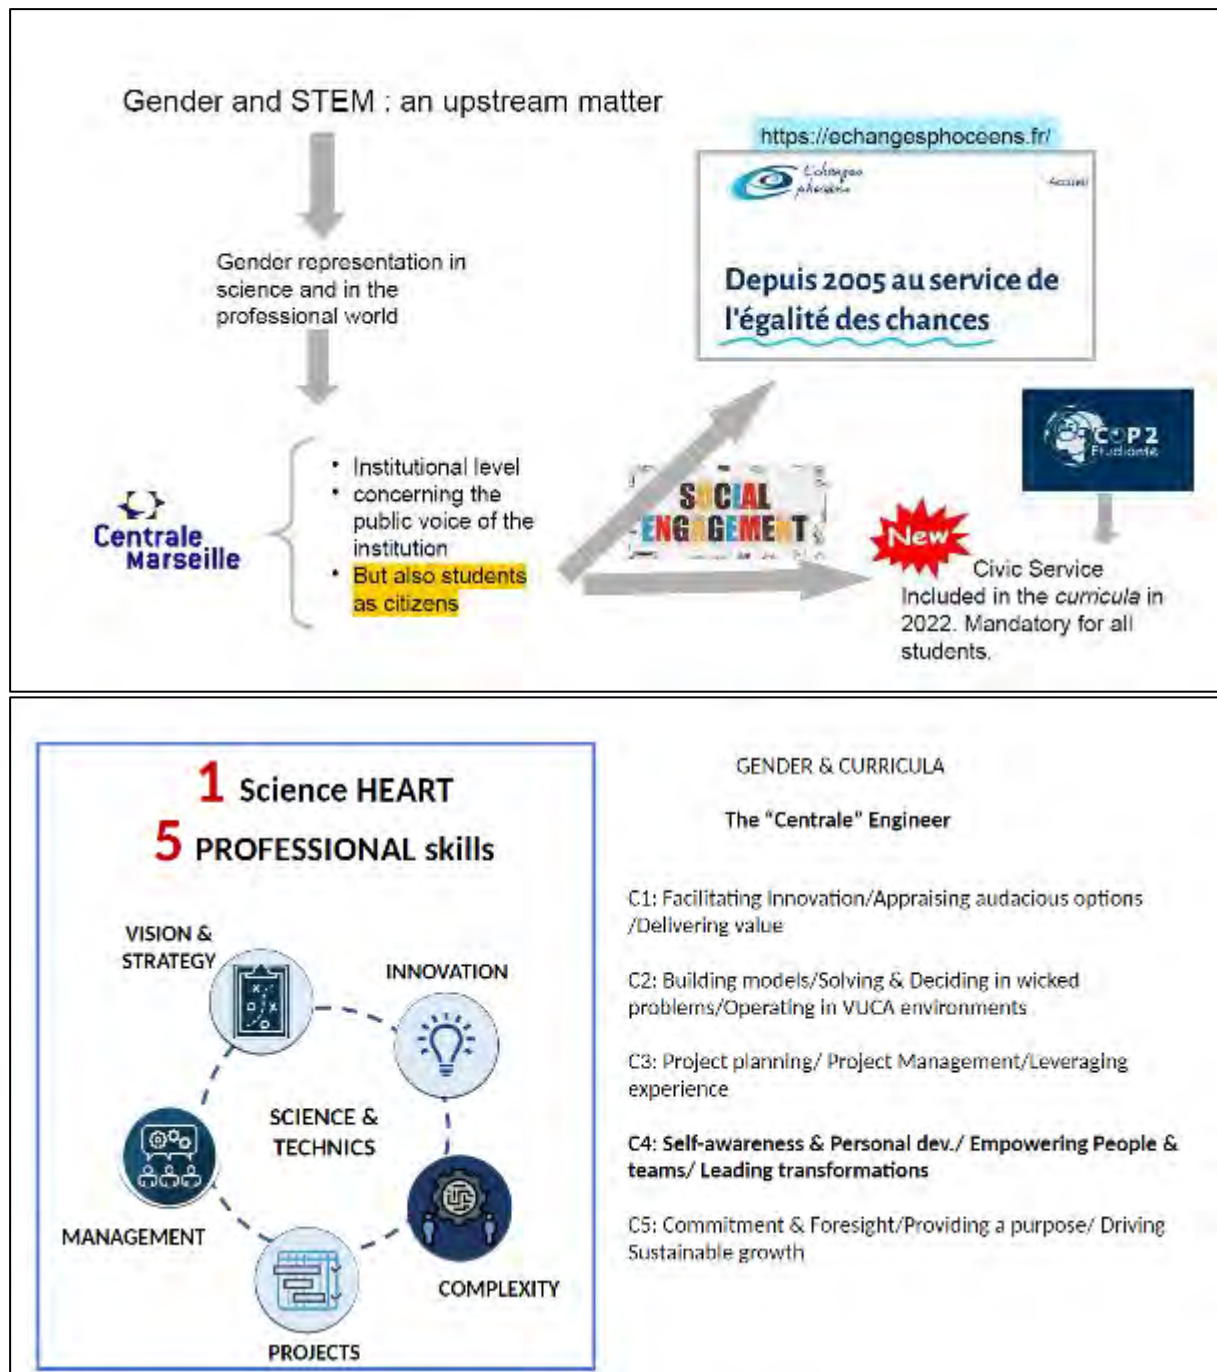 Gender and STEM : an upstream matter
https://echangesphoceens.fr/
Accueil
Depuis 2005 au service de
l'égalité des chances
Gender representation in
science and in the
professional world
Centrale
Marseille
• Institutional level
• concerning the
public voice of the
institution
• But also students
as citizens
SOCIAL
ENGAGEMENT
COP2
Etudiante
New
Civic Service
Included in the curricula in
2022. Mandatory for all
students.
1 Science HEART
5 PROFESSIONAL skills
VISION &
STRATEGY
INNOVATION
SCIENCE &
TECHNICS
MANAGEMENT
COMPLEXITY
PROJECTS
GENDER & CURRICULA
The “Centrale” Engineer
C1: Facilitating Innovation/Appraising audacious options
/Delivering value
C2: Building models/Solving & Deciding in wicked
problems/Operating in VUCA environments
C3: Project planning/ Project Management/Leveraging
experience
C4: Self-awareness & Personal dev./ Empowering People &
teams/ Leading transformations
C5: Commitment & Foresight/Providing a purpose/ Driving
Sustainable growth